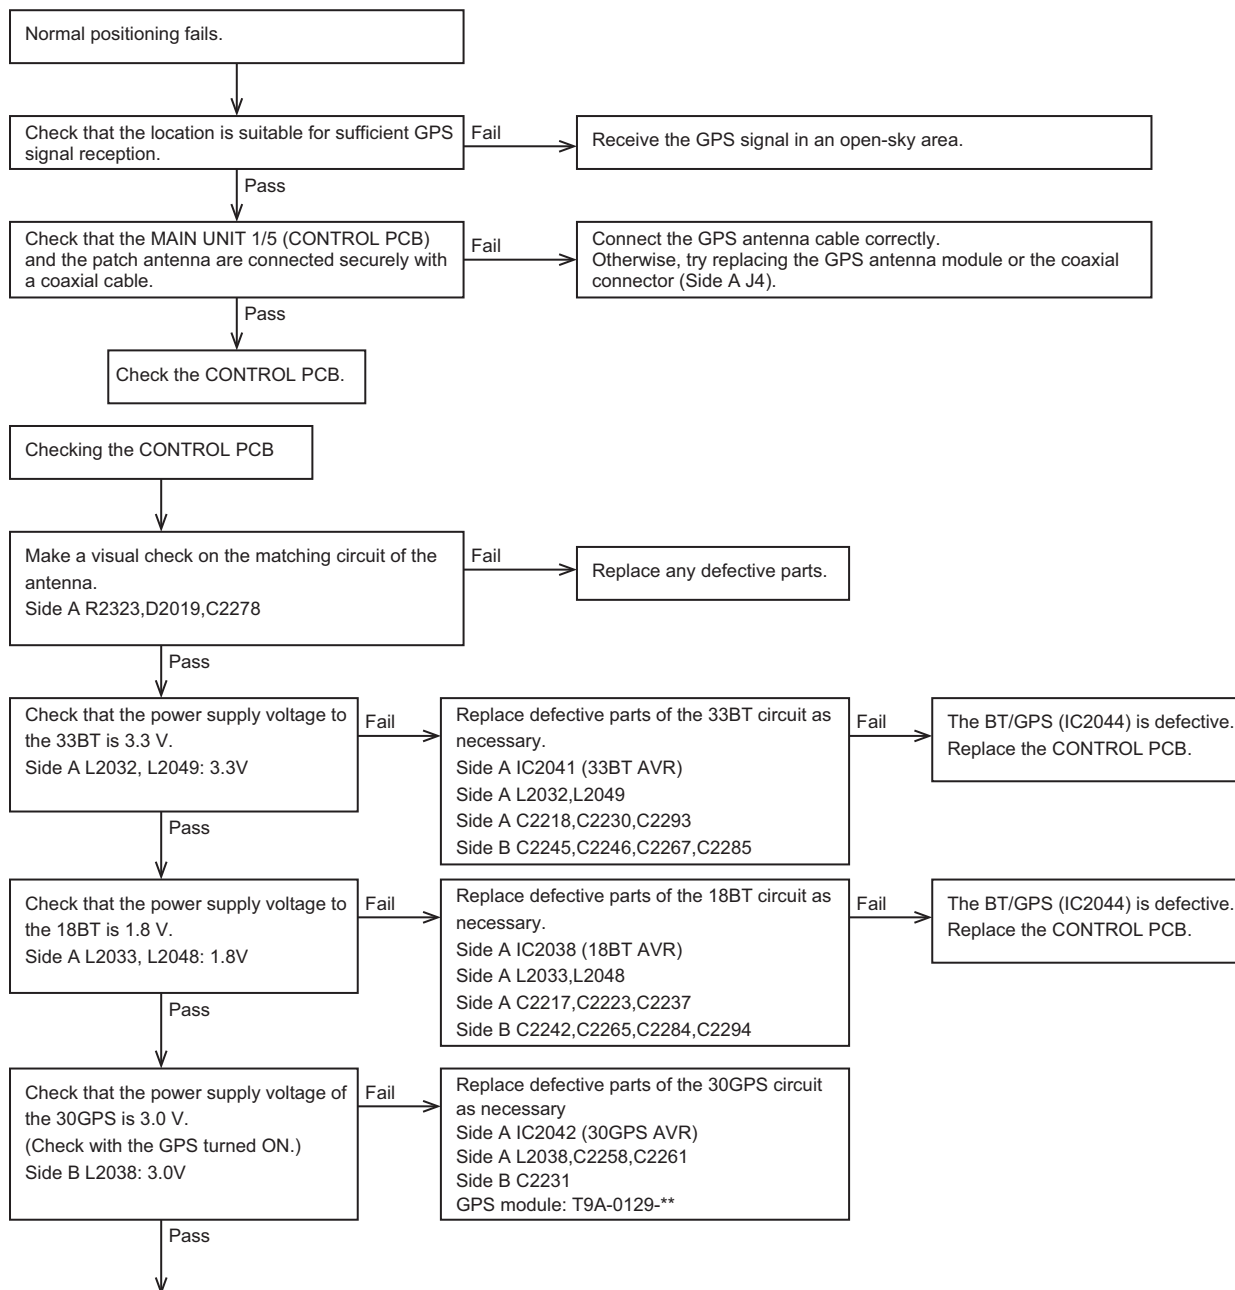 Normal positioning fails.
Check that the location is suitable for sufficient GPS
signal reception.
Fail
Receive the GPS signal in an open-sky area.
Pass
Check that the MAIN UNIT 1/5 (CONTROL PCB)
and the patch antenna are connected securely with
a coaxial cable.
Fail
Connect the GPS antenna cable correctly.
Otherwise, try replacing the GPS antenna module or the coaxial
connector (Side A J4).
Pass
Check the CONTROL PCB.
Checking the CONTROL PCB
Make a visual check on the matching circuit of the
antenna.
Side A R2323,D2019,C2278
Fail
Replace any defective parts.
Pass
Check that the power supply voltage to
the 33BT is 3.3 V.
Side A L2032, L2049: 3.3V
Fail
Replace defective parts of the 33BT circuit as
necessary.
Side A IC2041 (33BT AVR)
Side A L2032,L2049
Side A C2218,C2230,C2293
Side B C2245,C2246,C2267,C2285
Fail
The BT/GPS (IC2044) is defective.
Replace the CONTROL PCB.
Pass
Check that the power supply voltage to
the 18BT is 1.8 V.
Side A L2033, L2048: 1.8V
Fail
Replace defective parts of the 18BT circuit as
necessary.
Side A IC2038 (18BT AVR)
Side A L2033,L2048
Side A C2217,C2223,C2237
Side B C2242,C2265,C2284,C2294
Fail
The BT/GPS (IC2044) is defective.
Replace the CONTROL PCB.
Pass
Check that the power supply voltage of
the 30GPS is 3.0 V.
(Check with the GPS turned ON.)
Side B L2038: 3.0V
Fail
Replace defective parts of the 30GPS circuit
as necessary
Side A IC2042 (30GPS AVR)
Side A L2038,C2258,C2261
Side B C2231
GPS module: T9A-0129-**
Pass